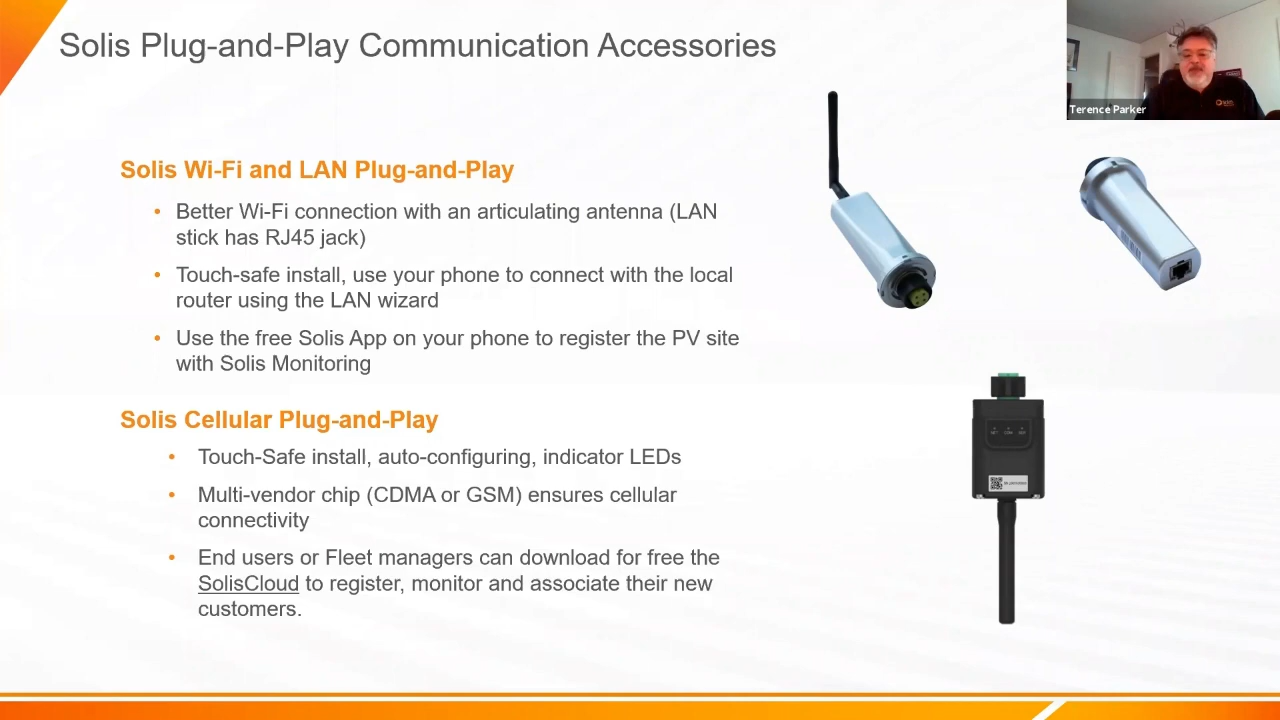 Solis Plug-and-Play Communication Accessories
Terence Parker
Solis Wi-Fi and LAN Plug-and-Play
• Better Wi-Fi connection with an articulating antenna (LAN
stick has RJ45 jack)
• Touch-safe install, use your phone to connect with the local
router using the LAN wizard
• Use the free Solis App on your phone to register the PV site
with Solis Monitoring
Solis Cellular Plug-and-Play
• Touch-Safe install, auto-configuring, indicator LEDs
• Multi-vendor chip (CDMA or GSM) ensures cellular
connectivity
• End users or Fleet managers can download for free the
SolisCloud to register, monitor and associate their new
customers.